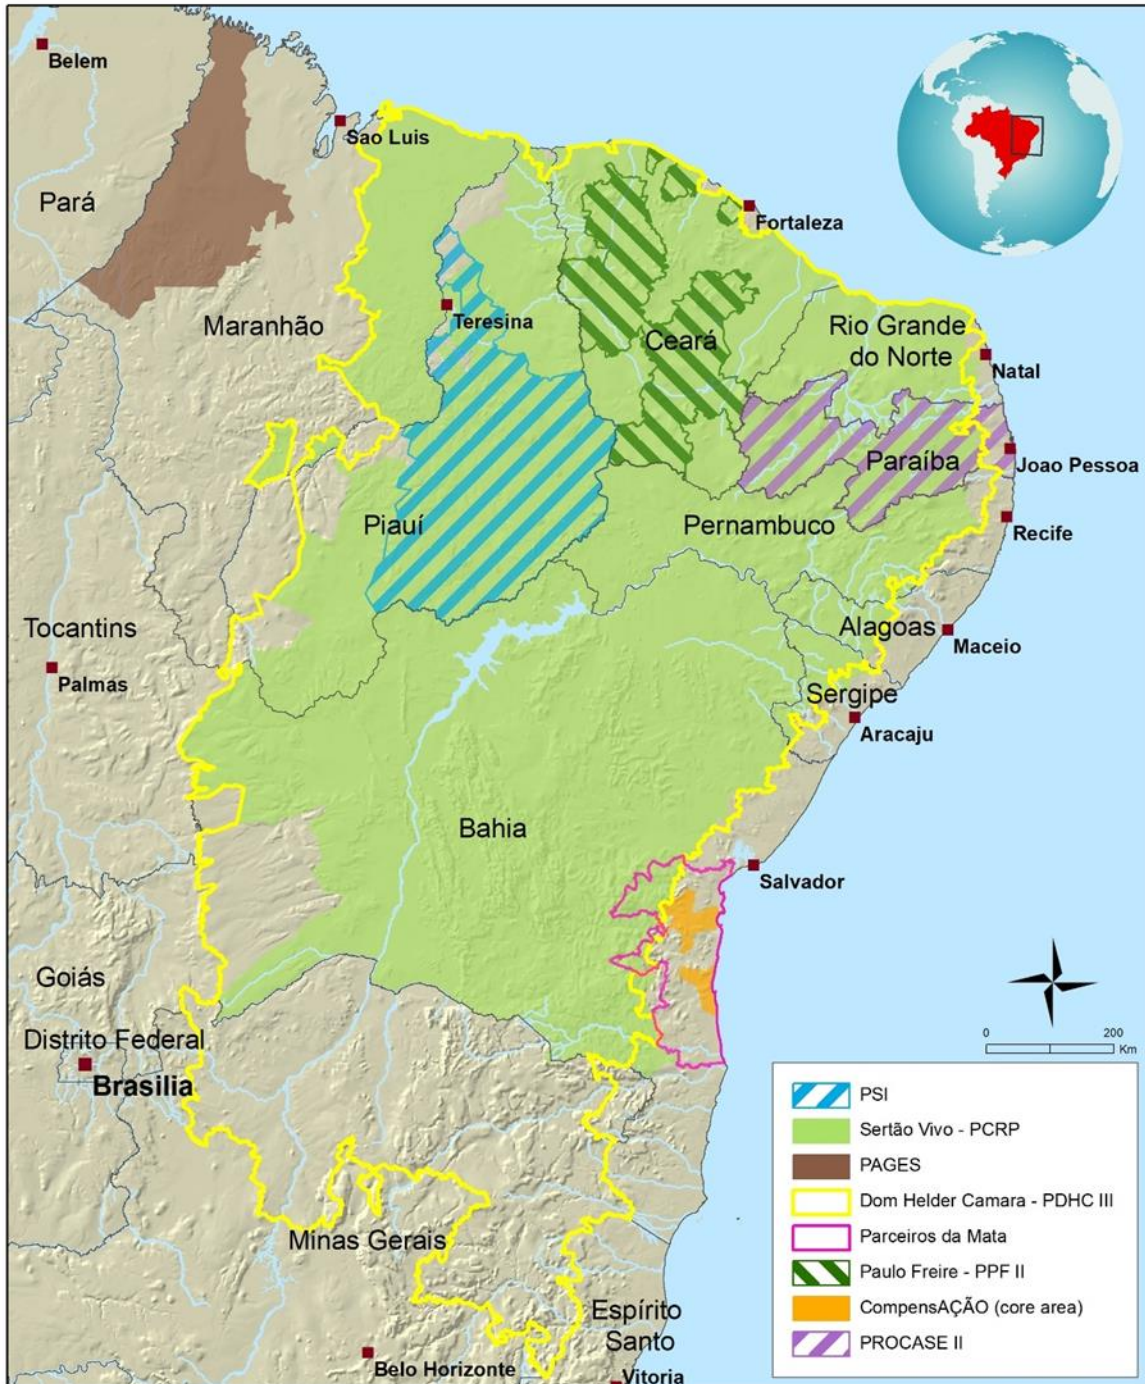 Belem
Sao Luis
Pará
Fortaleza
Maranhão
Teresina
Ceará
Rio Grande
do Norte
Natal
Paraíba
Joao Pessoa
Piauí
Pernambuco
Recife
Tocantins
Alagoas
Maceio
Palmas
Sergipe
Aracaju
Bahia
Salvador
Goiás
Distrito Federal
Brasilia
0 200
Km
PSI
Sertão Vivo - PCRP
PAGES
Dom Helder Camara - PDHC III
Parceiros da Mata
Paulo Freire - PPF II
CompensAÇÃO (core area)
PROCASE II
Minas Gerais
Espírito
Santo
Belo Horizonte
Vitoria